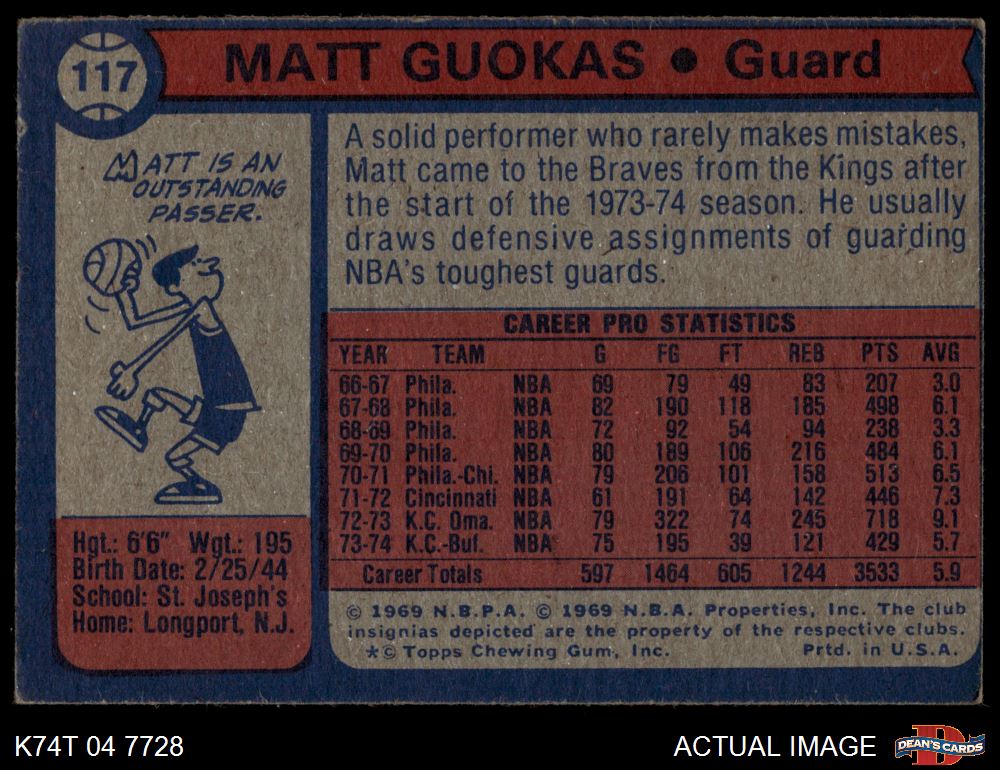 117
MATT GUOKAS ● Guard
MATT IS AN
OUTSTANDING
PASSER.
A solid performer who rarely makes mistakes,
Matt came to the Braves from the Kings after
the start of the 1973-74 season. He usually
draws defensive assignments of guarding
NBA's toughest guards.
CAREER PRO STATISTICS
YEAR TEAM G FG FT REB PTS AVG
66-67 Phila. NBA 69 79 49 83 207 3.0
67-68 Phila. NBA 82 190 118 185 498 6.1
68-69 Phila. NBA 72 92 54 94 238 3.3
69-70 Phila. NBA 80 189 106 216 484 6.1
70-71 Phila.-Chi. NBA 79 206 101 158 513 6.5
71-72 Cincinnati NBA 61 191 64 142 446 7.3
72-73 K.C. Oma. NBA 79 322 74 245 718 9.1
73-74 K.C.-Buf. NBA 75 195 39 121 429 5.7
Career Totals 597 1464 605 1244 3533 5.9
Hgt.: 6'6" Wgt.: 195
Birth Date: 2/25/44
School: St. Joseph's
Home: Longport, N.J.
© 1969 N.B.P.A. © 1969 N.B.A. Properties, Inc. The club
insignias depicted are the property of the respective clubs.
*© Topps Chewing Gum, Inc. Prtd. in U.S.A.
K74T 04 7728
ACTUAL IMAGE
D
DEAN'S CARDS